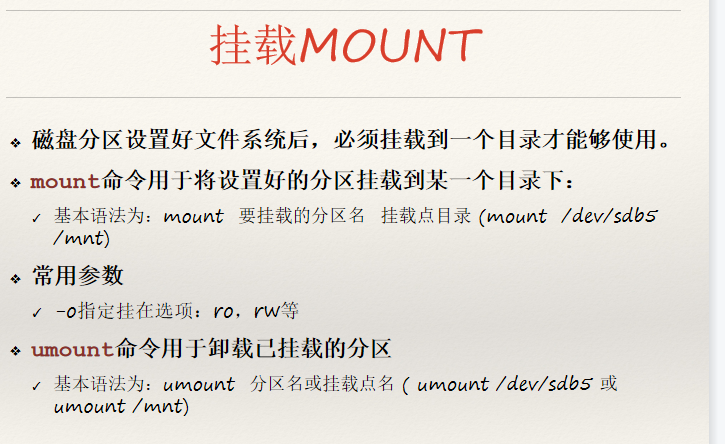 挂载MOUNT
磁盘分区设置好文件系统后，必须挂载到一个目录才能够使用。
mount命令用于将设置好的分区挂载到某一个目录下：
基本语法为：mount 要挂载的分区名 挂载点目录 (mount /dev/sdb5
/mnt)
常用参数
-o指定挂在选项：ro，rw等
umount命令用于卸载已挂载的分区
基本语法为：umount 分区名或挂载点名 ( umount /dev/sdb5 或
umount /mnt)